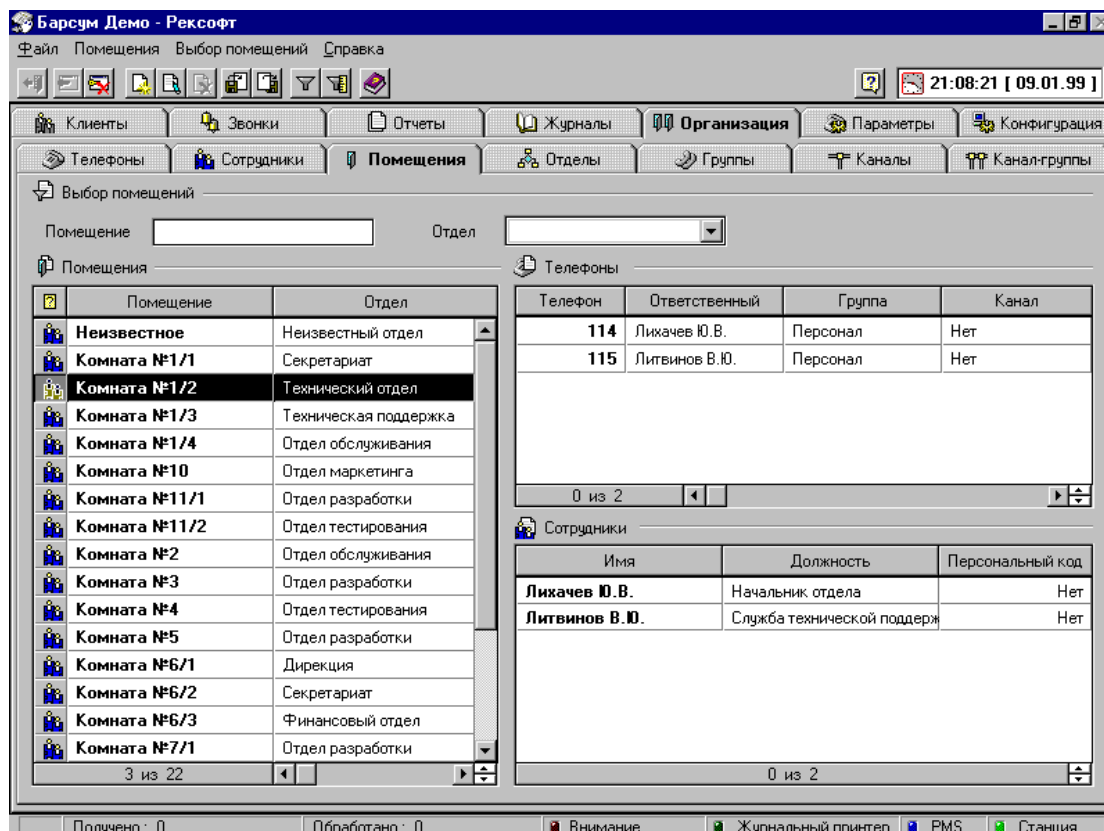 Барсум Демо - Рексофт
Файл Помещения Выбор помещений Справка
21:08:21 [ 09.01.99 ]
Клиенты Звонки Отчеты Журналы Организация Параметры Конфигурация
Телефоны Сотрудники Помещения Отделы Группы Каналы Канал-группы
Выбор помещений
Помещение Отдел
Помещения
Помещение Отдел
Неизвестное Неизвестный отдел
Комната №1/1 Секретариат
Комната №1/2 Технический отдел
Комната №1/3 Техническая поддержка
Комната №1/4 Отдел обслуживания
Комната №10 Отдел маркетинга
Комната №11/1 Отдел разработки
Комната №11/2 Отдел тестирования
Комната №2 Отдел обслуживания
Комната №3 Отдел разработки
Комната №4 Отдел тестирования
Комната №5 Отдел разработки
Комната №6/1 Дирекция
Комната №6/2 Секретариат
Комната №6/3 Финансовый отдел
Комната №7/1 Отдел разработки
3 из 22
Телефоны
Телефон Ответственный Группа Канал
114 Лихачев Ю.В. Персонал Нет
115 Литвинов В.Ю. Персонал Нет
0 из 2
Сотрудники
Имя Должность Персональный код
Лихачев Ю.В. Начальник отдела Нет
Литвинов В.Ю. Служба технической поддерж Нет
0 из 2
Получено : 0 Обработано : 0 Внимание Журнальный принтер PMS Станция